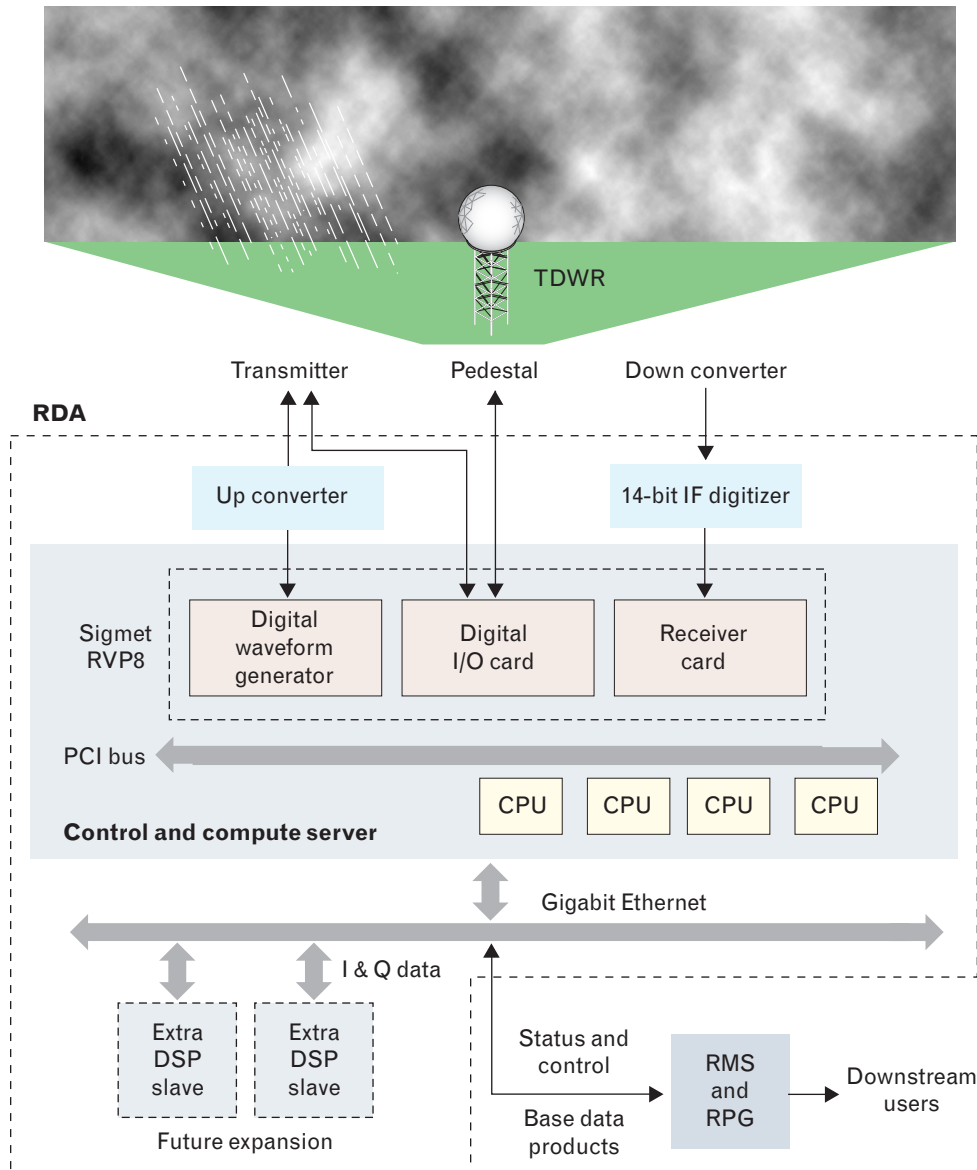 TDWR
Transmitter
Pedestal
Down converter
RDA
Up converter
14-bit IF digitizer
Sigmet
RVP8
Digital
waveform
generator
Digital
I/O card
Receiver
card
PCI bus
CPU
CPU
CPU
CPU
Control and compute server
Gigabit Ethernet
I & Q data
Extra
DSP
slave
Extra
DSP
slave
Future expansion
Status and
control
Base data
products
RMS
and
RPG
Downstream
users